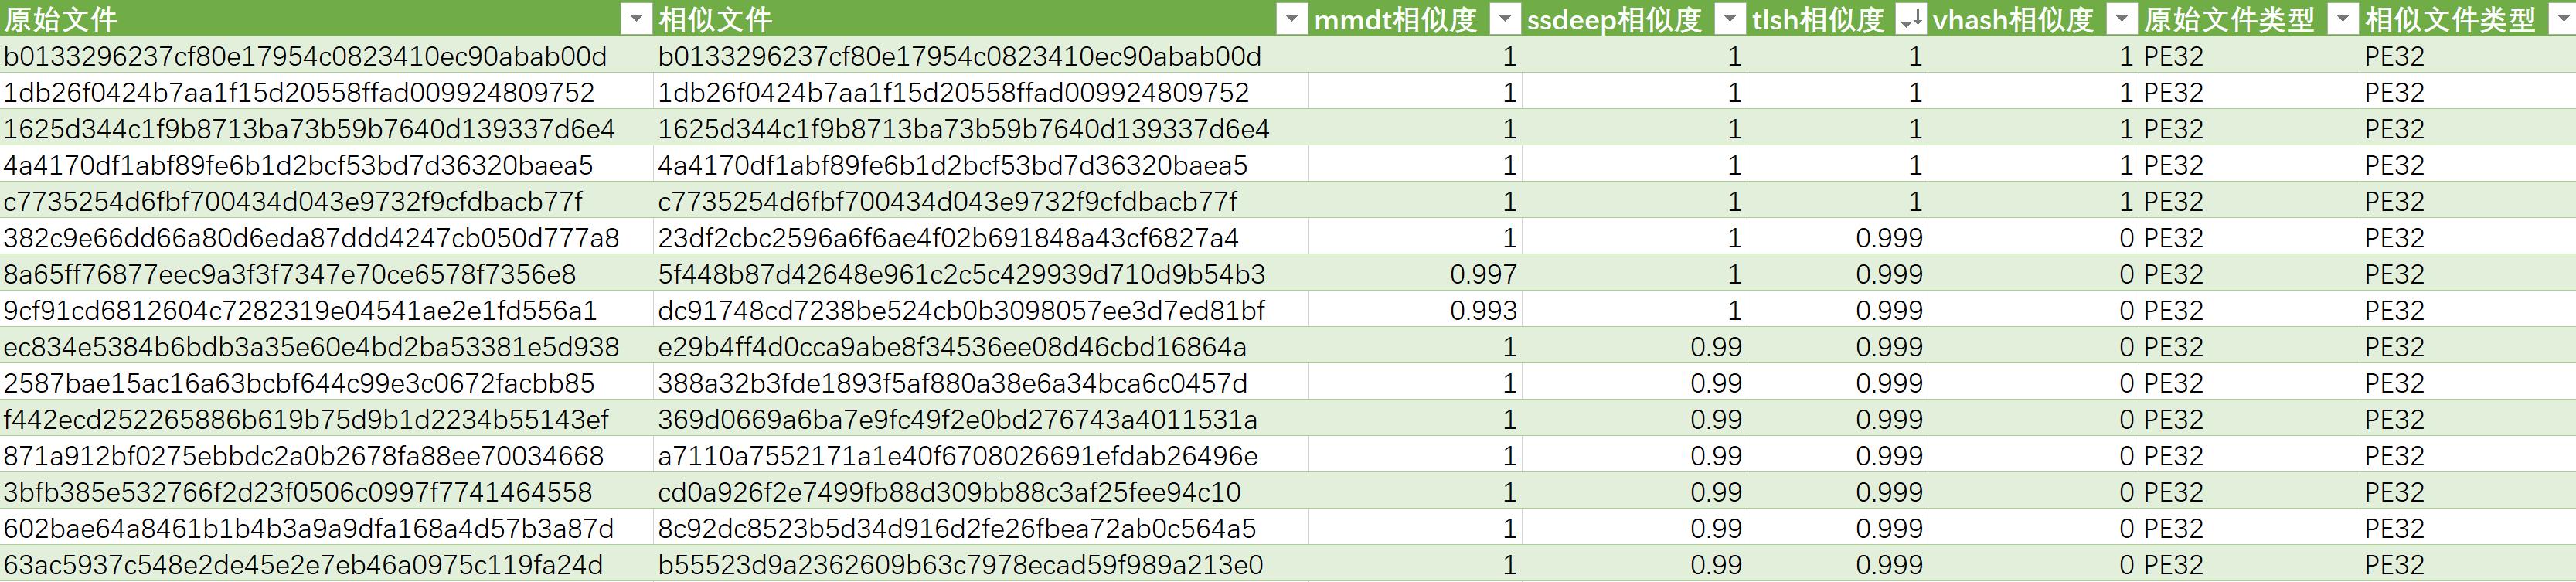 原始文件 相似文件 mmdt相似度 ssdeep相似度 tlsh相似度 vhash相似度 原始文件类型 相似文件类型
b0133296237cf80e17954c0823410ec90abab00d b0133296237cf80e17954c0823410ec90abab00d 1 1 1 1 PE32 PE32
1db26f0424b7aa1f15d20558ffad009924809752 1db26f0424b7aa1f15d20558ffad009924809752 1 1 1 1 PE32 PE32
1625d344c1f9b8713ba73b59b7640d139337d6e4 1625d344c1f9b8713ba73b59b7640d139337d6e4 1 1 1 1 PE32 PE32
4a4170df1abf89fe6b1d2bcf53bd7d36320baea5 4a4170df1abf89fe6b1d2bcf53bd7d36320baea5 1 1 1 1 PE32 PE32
c7735254d6fbf700434d043e9732f9cfdbacb77f c7735254d6fbf700434d043e9732f9cfdbacb77f 1 1 1 1 PE32 PE32
382c9e66dd66a80d6eda87ddd4247cb050d777a8 23df2cbc2596a6f6ae4f02b691848a43cf6827a4 1 1 0.999 0 PE32 PE32
8a65ff76877eec9a3f3f7347e70ce6578f7356e8 5f448b87d42648e961c2c5c429939d710d9b54b3 0.997 1 0.999 0 PE32 PE32
9cf91cd6812604c7282319e04541ae2e1fd556a1 dc91748cd7238be524cb0b3098057ee3d7ed81bf 0.993 1 0.999 0 PE32 PE32
ec834e5384b6bdb3a35e60e4bd2ba53381e5d938 e29b4ff4d0cca9abe8f34536ee08d46cbd16864a 1 0.99 0.999 0 PE32 PE32
2587bae15ac16a63bcbf644c99e3c0672facbb85 388a32b3fde1893f5af880a38e6a34bca6c0457d 1 0.99 0.999 0 PE32 PE32
f442ecd252265886b619b75d9b1d2234b55143ef 369d0669a6ba7e9fc49f2e0bd276743a4011531a 1 0.99 0.999 0 PE32 PE32
871a912bf0275ebbdc2a0b2678fa88ee70034668 a7110a7552171a1e40f6708026691efdab26496e 1 0.99 0.999 0 PE32 PE32
3bfb385e532766f2d23f0506c0997f7741464558 cd0a926f2e7499fb88d309bb88c3af25fee94c10 1 0.99 0.999 0 PE32 PE32
602bae64a8461b1b4b3a9a9dfa168a4d57b3a87d 8c92dc8523b5d34d916d2fe26fbea72ab0c564a5 1 0.99 0.999 0 PE32 PE32
63ac5937c548e2de45e2e7eb46a0975c119fa24d b55523d9a2362609b63c7978ecad59f989a213e0 1 0.99 0.999 0 PE32 PE32